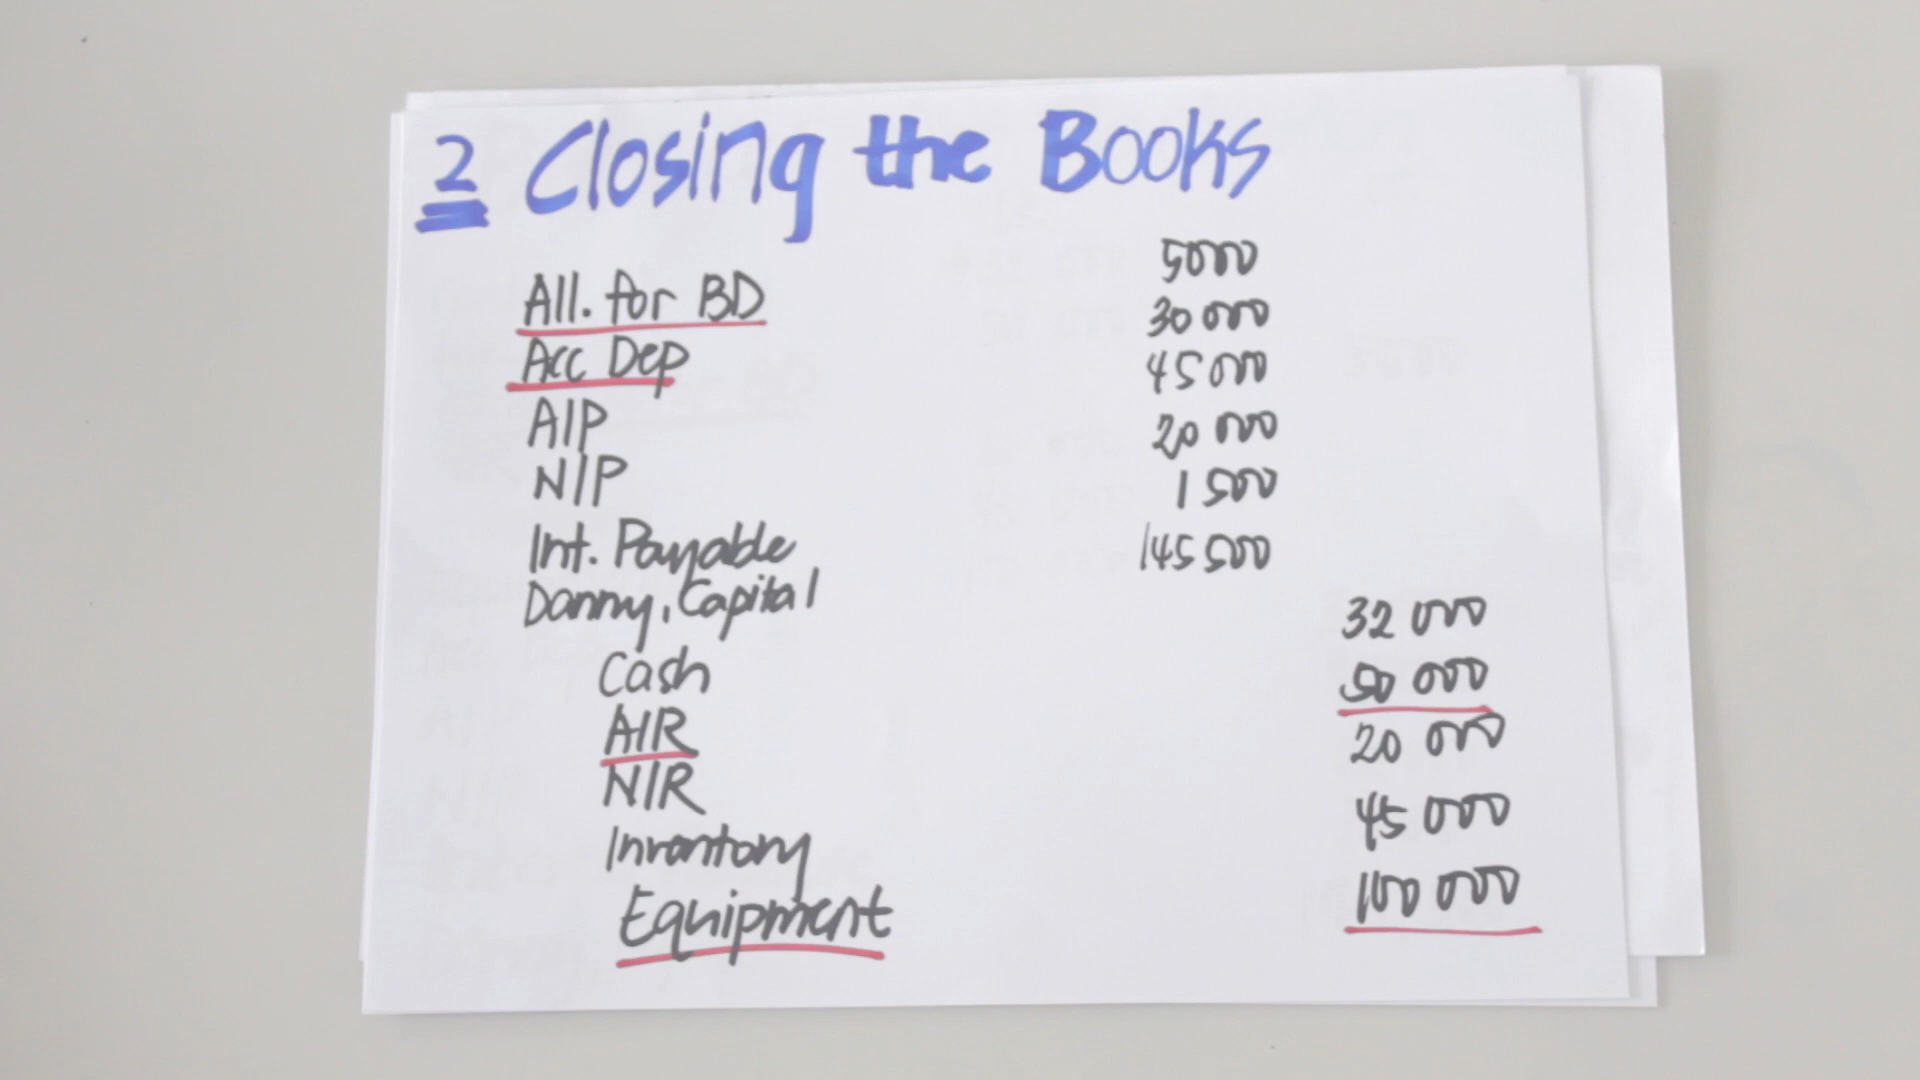 2 Closing the Books
All. for BD 5000
Acc Dep 30 000
A/P 45 000
N/P 20 000
Int. Payable 1 500
Danny, Capital 145 500
Cash 32 000
A/R 50 000
N/R 20 000
Inventory 45 000
Equipment 100 000